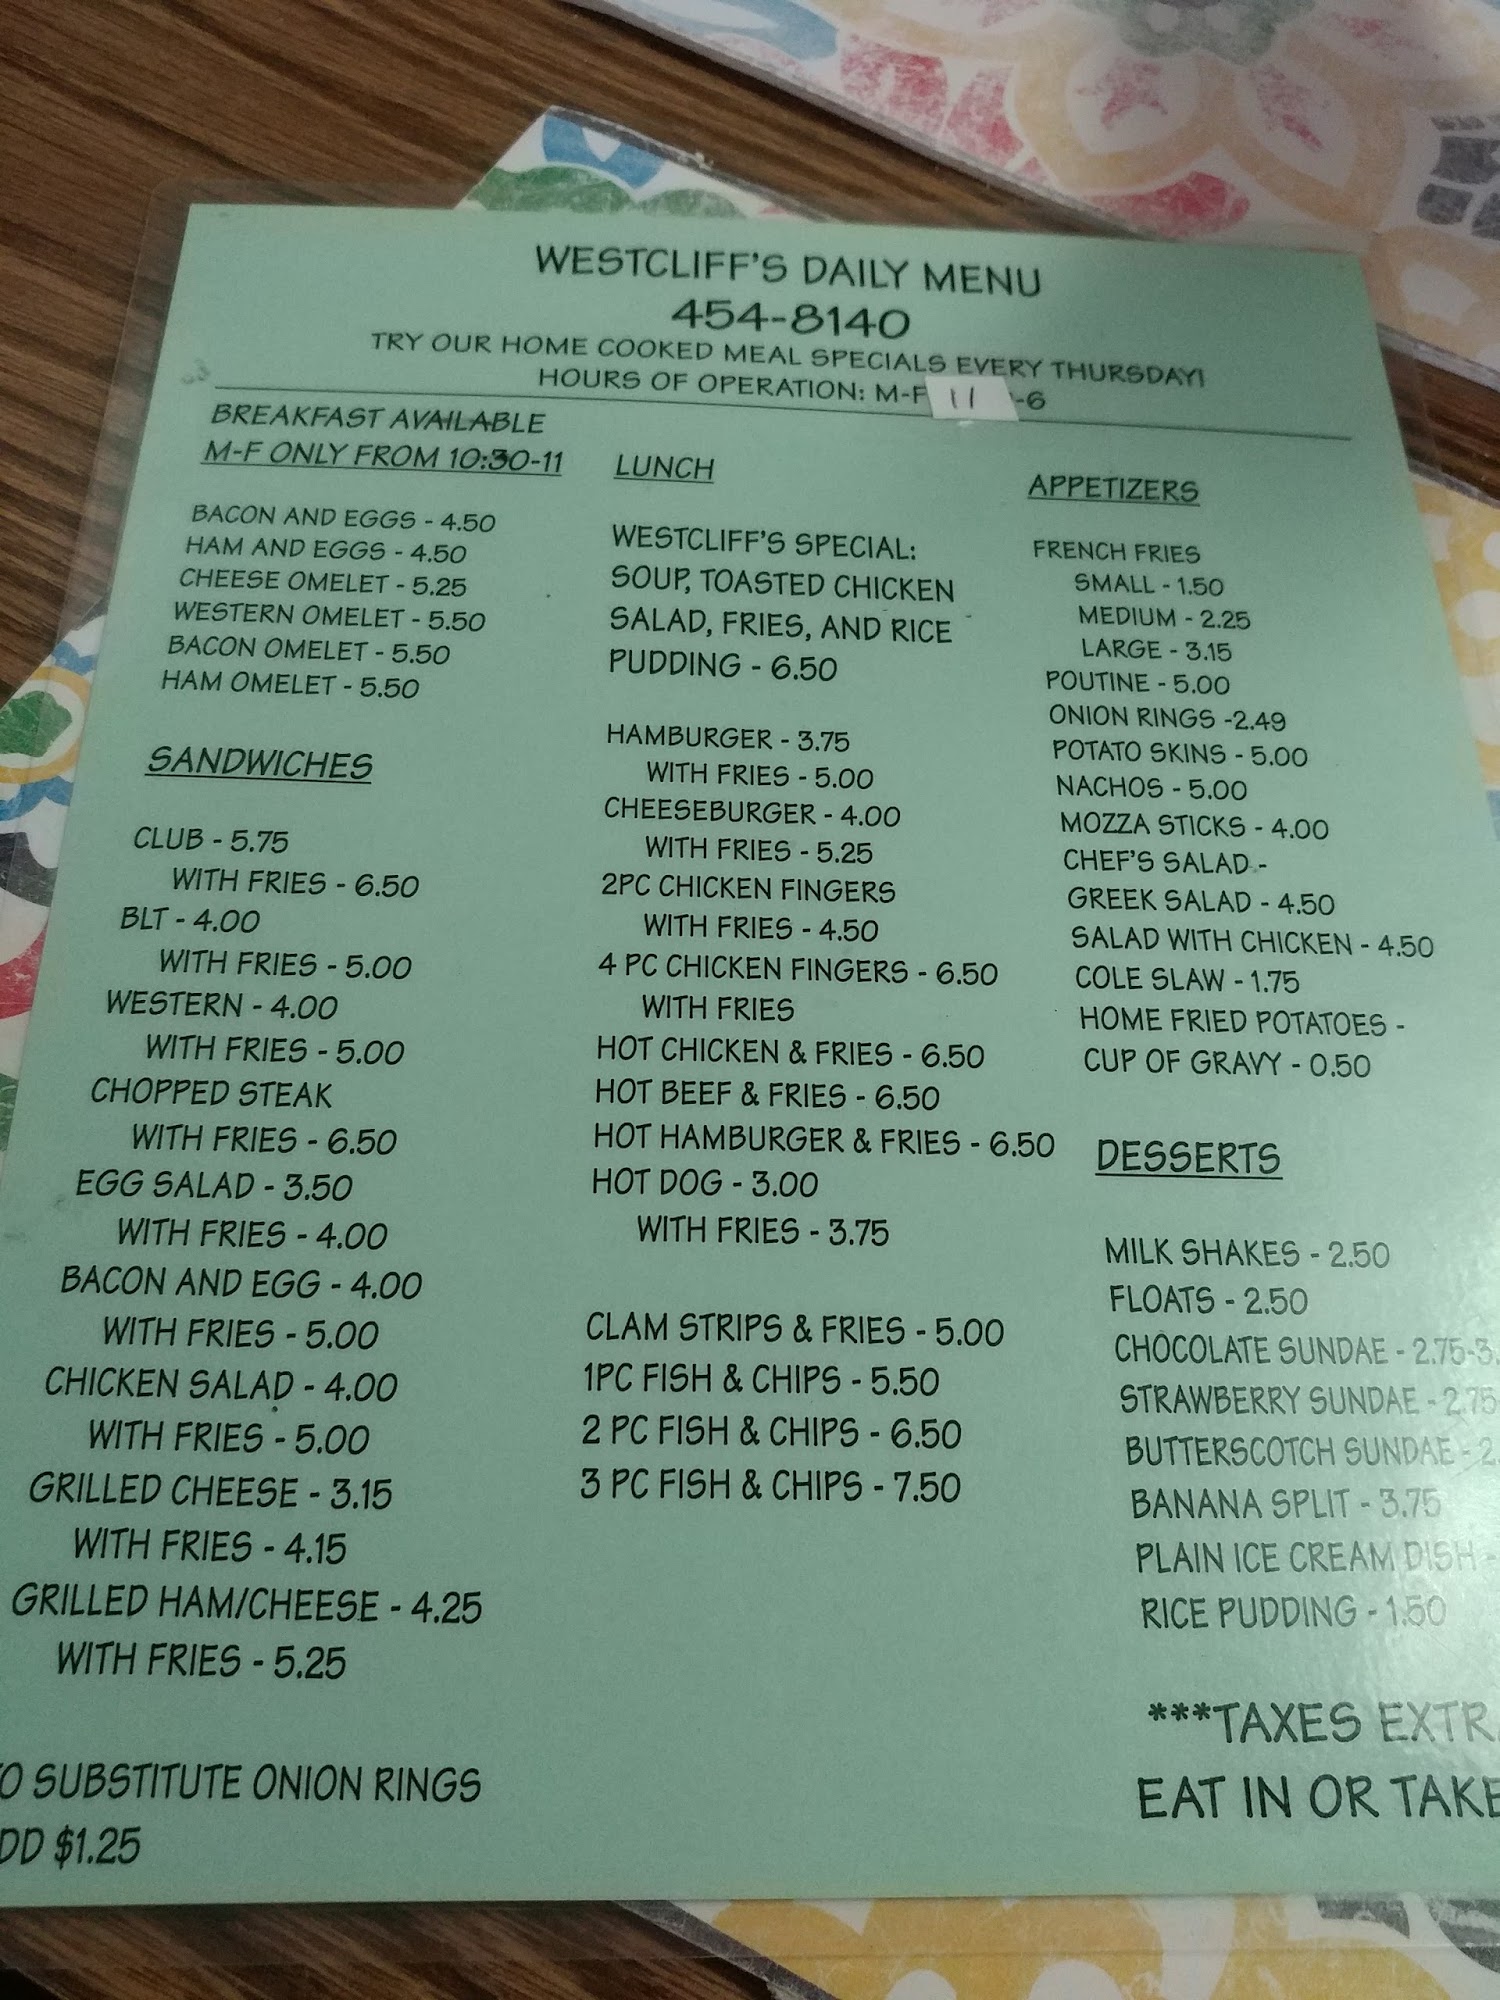 WESTCLIFF'S DAILY MENU
454-8140
TRY OUR HOME COOKED MEAL SPECIALS EVERY THURSDAY!
HOURS OF OPERATION: M-F 11 -6
BREAKFAST AVAILABLE
M-F ONLY FROM 10:30-11
BACON AND EGGS - 4.50
HAM AND EGGS - 4.50
CHEESE OMELET - 5.25
WESTERN OMELET - 5.50
BACON OMELET - 5.50
HAM OMELET - 5.50
SANDWICHES
CLUB - 5.75
WITH FRIES - 6.50
BLT - 4.00
WITH FRIES - 5.00
WESTERN - 4.00
WITH FRIES - 5.00
CHOPPED STEAK
WITH FRIES - 6.50
EGG SALAD - 3.50
WITH FRIES - 4.00
BACON AND EGG - 4.00
WITH FRIES - 5.00
CHICKEN SALAD - 4.00
WITH FRIES - 5.00
GRILLED CHEESE - 3.15
WITH FRIES - 4.15
GRILLED HAM/CHEESE - 4.25
WITH FRIES - 5.25
O SUBSTITUTE ONION RINGS
DD $1.25
LUNCH
WESTCLIFF'S SPECIAL:
SOUP, TOASTED CHICKEN
SALAD, FRIES, AND RICE
PUDDING - 6.50
HAMBURGER - 3.75
WITH FRIES - 5.00
CHEESEBURGER - 4.00
WITH FRIES - 5.25
2PC CHICKEN FINGERS
WITH FRIES - 4.50
4 PC CHICKEN FINGERS - 6.50
WITH FRIES
HOT CHICKEN & FRIES - 6.50
HOT BEEF & FRIES - 6.50
HOT HAMBURGER & FRIES - 6.50
HOT DOG - 3.00
WITH FRIES - 3.75
CLAM STRIPS & FRIES - 5.00
1PC FISH & CHIPS - 5.50
2 PC FISH & CHIPS - 6.50
3 PC FISH & CHIPS - 7.50
APPETIZERS
FRENCH FRIES
SMALL - 1.50
MEDIUM - 2.25
LARGE - 3.15
POUTINE - 5.00
ONION RINGS -2.49
POTATO SKINS - 5.00
NACHOS - 5.00
MOZZA STICKS - 4.00
CHEF'S SALAD -
GREEK SALAD - 4.50
SALAD WITH CHICKEN - 4.50
COLE SLAW - 1.75
HOME FRIED POTATOES -
CUP OF GRAVY - 0.50
DESSERTS
MILK SHAKES - 2.50
FLOATS - 2.50
CHOCOLATE SUNDAE - 2.75-3.
STRAWBERRY SUNDAE - 2.75
BUTTERSCOTCH SUNDAE - 2.
BANANA SPLIT - 3.75
PLAIN ICE CREAM DISH -
RICE PUDDING - 1.50
***TAXES EXTR
EAT IN OR TAKE